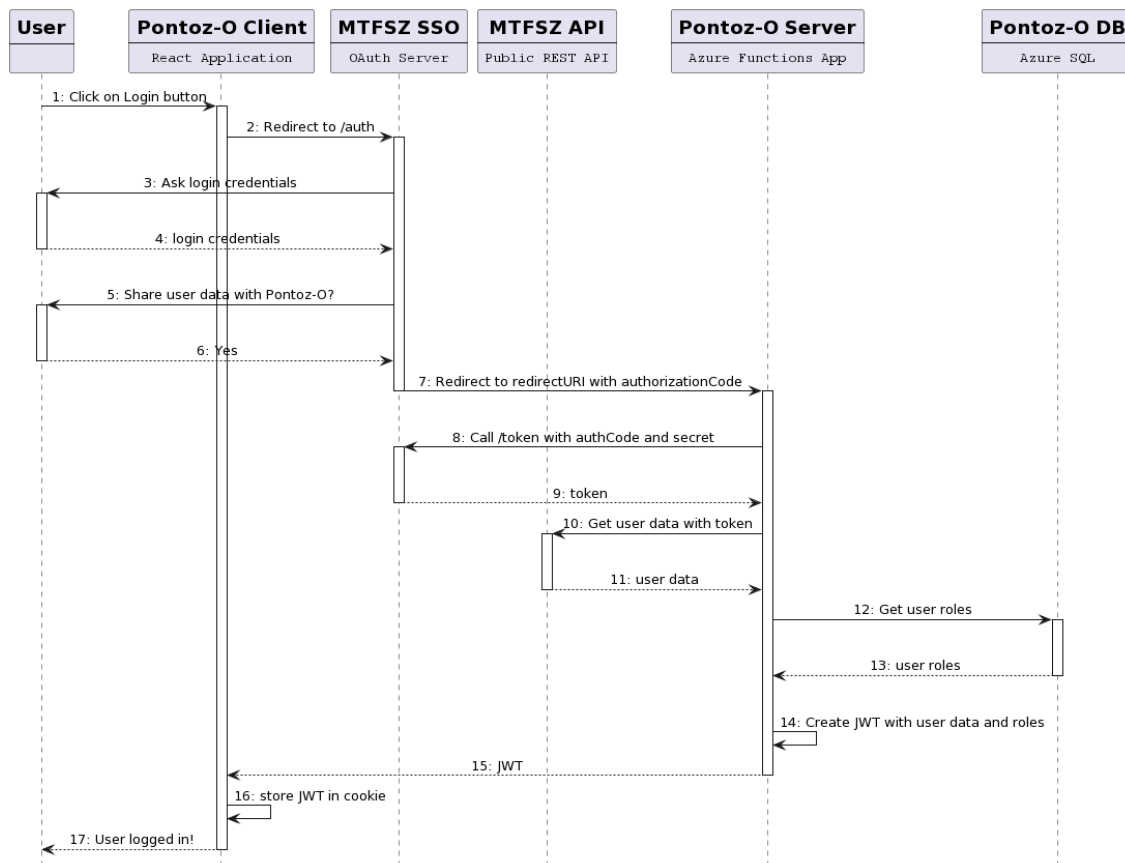 User
Pontoz-O Client
React Application
MTFSZ SSO
OAuth Server
MTFSZ API
Public REST API
Pontoz-O Server
Azure Functions App
Pontoz-O DB
Azure SQL
1: Click on Login button
2: Redirect to /auth
3: Ask login credentials
4: login credentials
5: Share user data with Pontoz-O?
6: Yes
7: Redirect to redirectURI with authorizationCode
8: Call /token with authCode and secret
9: token
10: Get user data with token
11: user data
12: Get user roles
13: user roles
14: Create JWT with user data and roles
15: JWT
16: store JWT in cookie
17: User logged in!